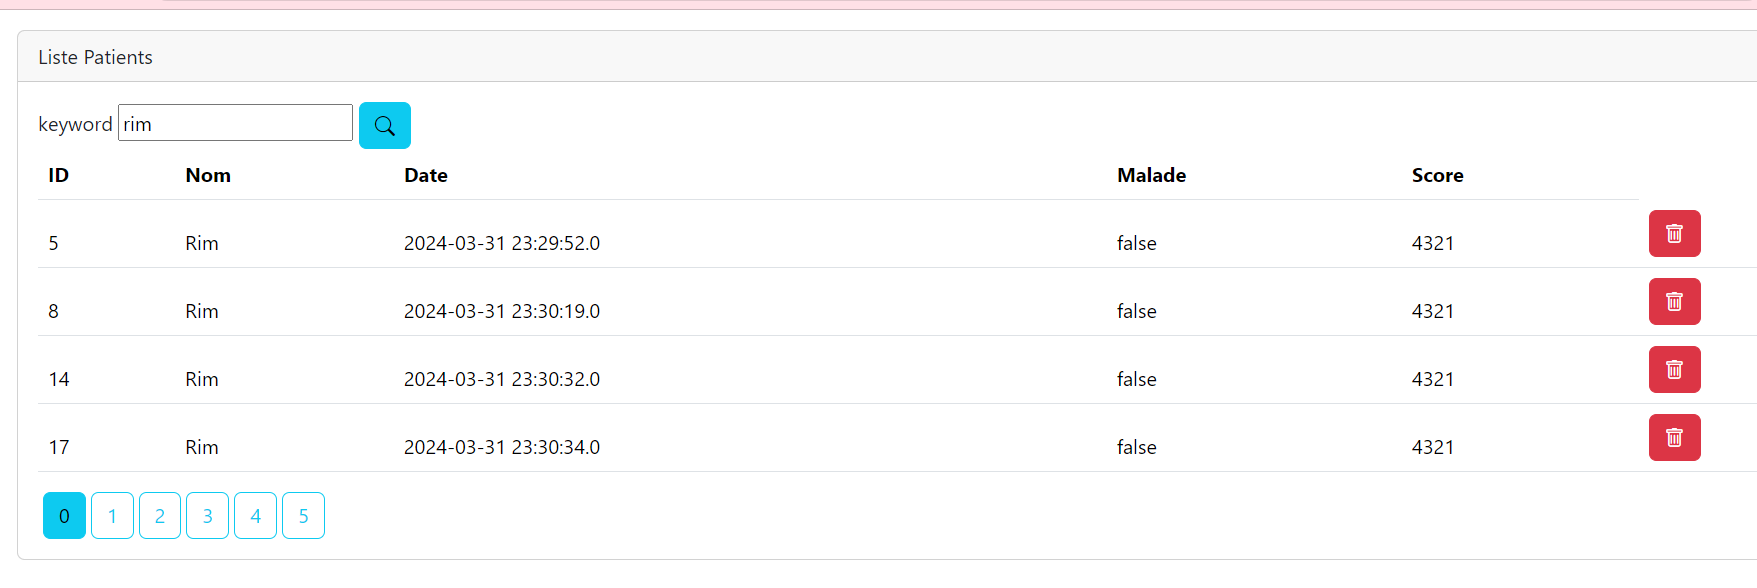 Liste Patients
keyword rim
ID Nom Date Malade Score
5 Rim 2024-03-31 23:29:52.0 false 4321
8 Rim 2024-03-31 23:30:19.0 false 4321
14 Rim 2024-03-31 23:30:32.0 false 4321
17 Rim 2024-03-31 23:30:34.0 false 4321
0 1 2 3 4 5